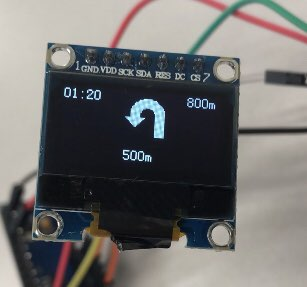 1 GND VDD SCK SDA RES DC CS 7
01:20
800m
500m